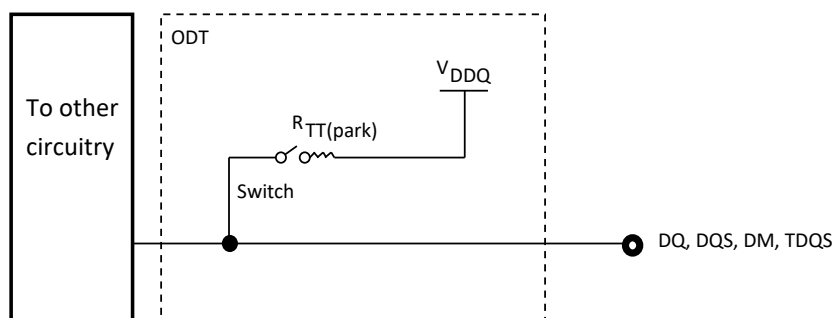 ODT
VDDQ
To other
circuitry
RTT(park)
Switch
DQ, DQS, DM, TDQS